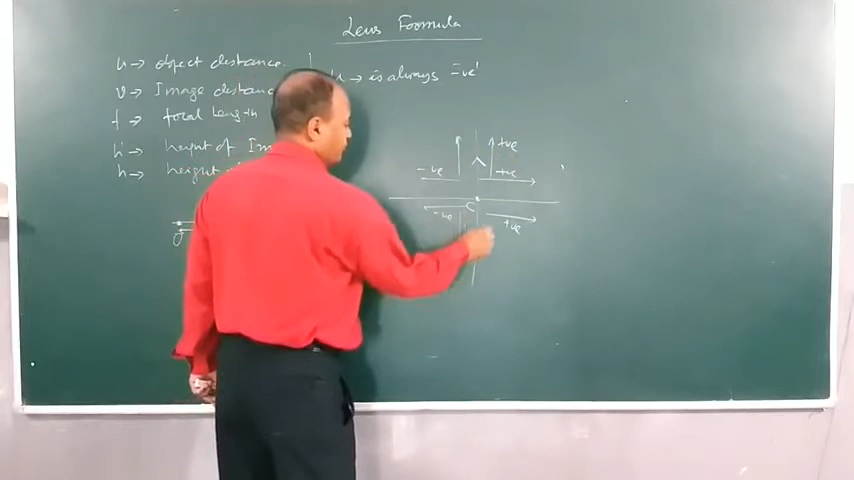 Lens Formula
u → object distance.
v → Image distanc
f → focal length
h' → height of Im
h → height
u → is always -ve'
+ve
-ve
+ve
-ve
+ve